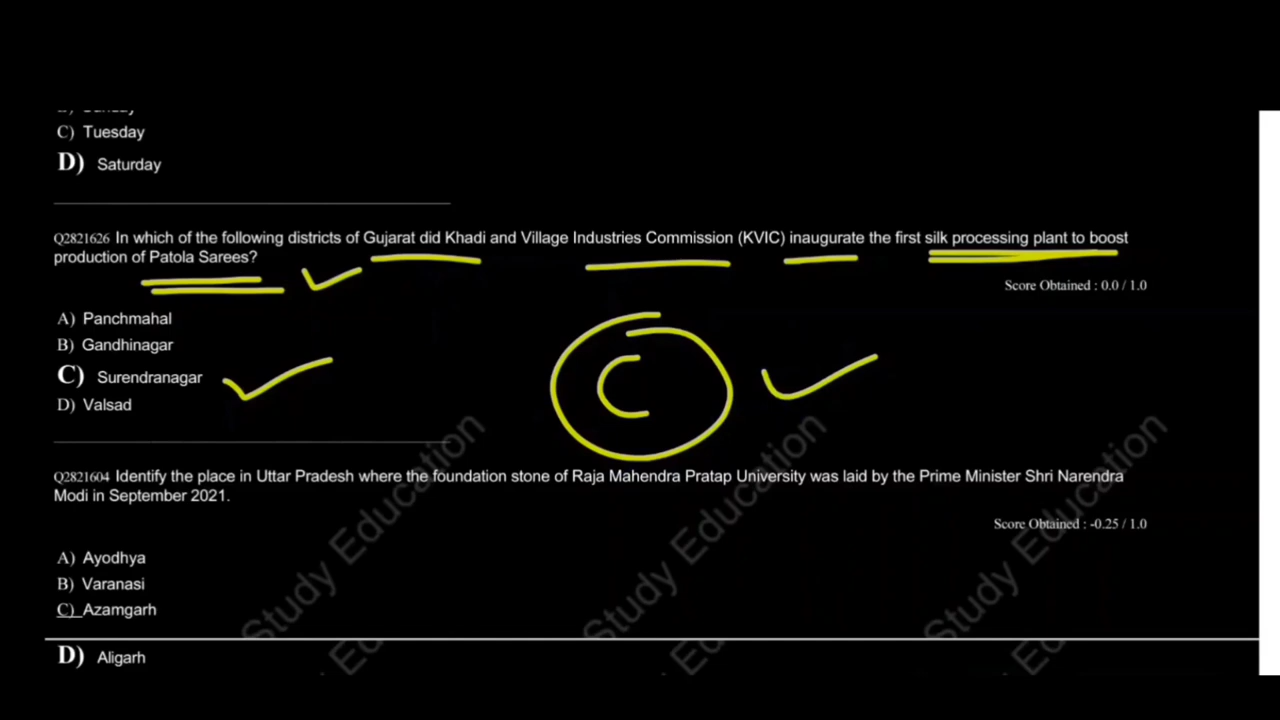 C) Tuesday
D) Saturday
Q2821626 In which of the following districts of Gujarat did Khadi and Village Industries Commission (KVIC) inaugurate the first silk processing plant to boost
production of Patola Sarees?
Score Obtained : 0.0 / 1.0
A) Panchmahal
B) Gandhinagar
C) Surendranagar
D) Valsad
C
Q2821604 Identify the place in Uttar Pradesh where the foundation stone of Raja Mahendra Pratap University was laid by the Prime Minister Shri Narendra
Modi in September 2021.
Score Obtained : -0.25 / 1.0
A) Ayodhya
B) Varanasi
C) Azamgarh
D) Aligarh
Study Education
Study Education
Study Education